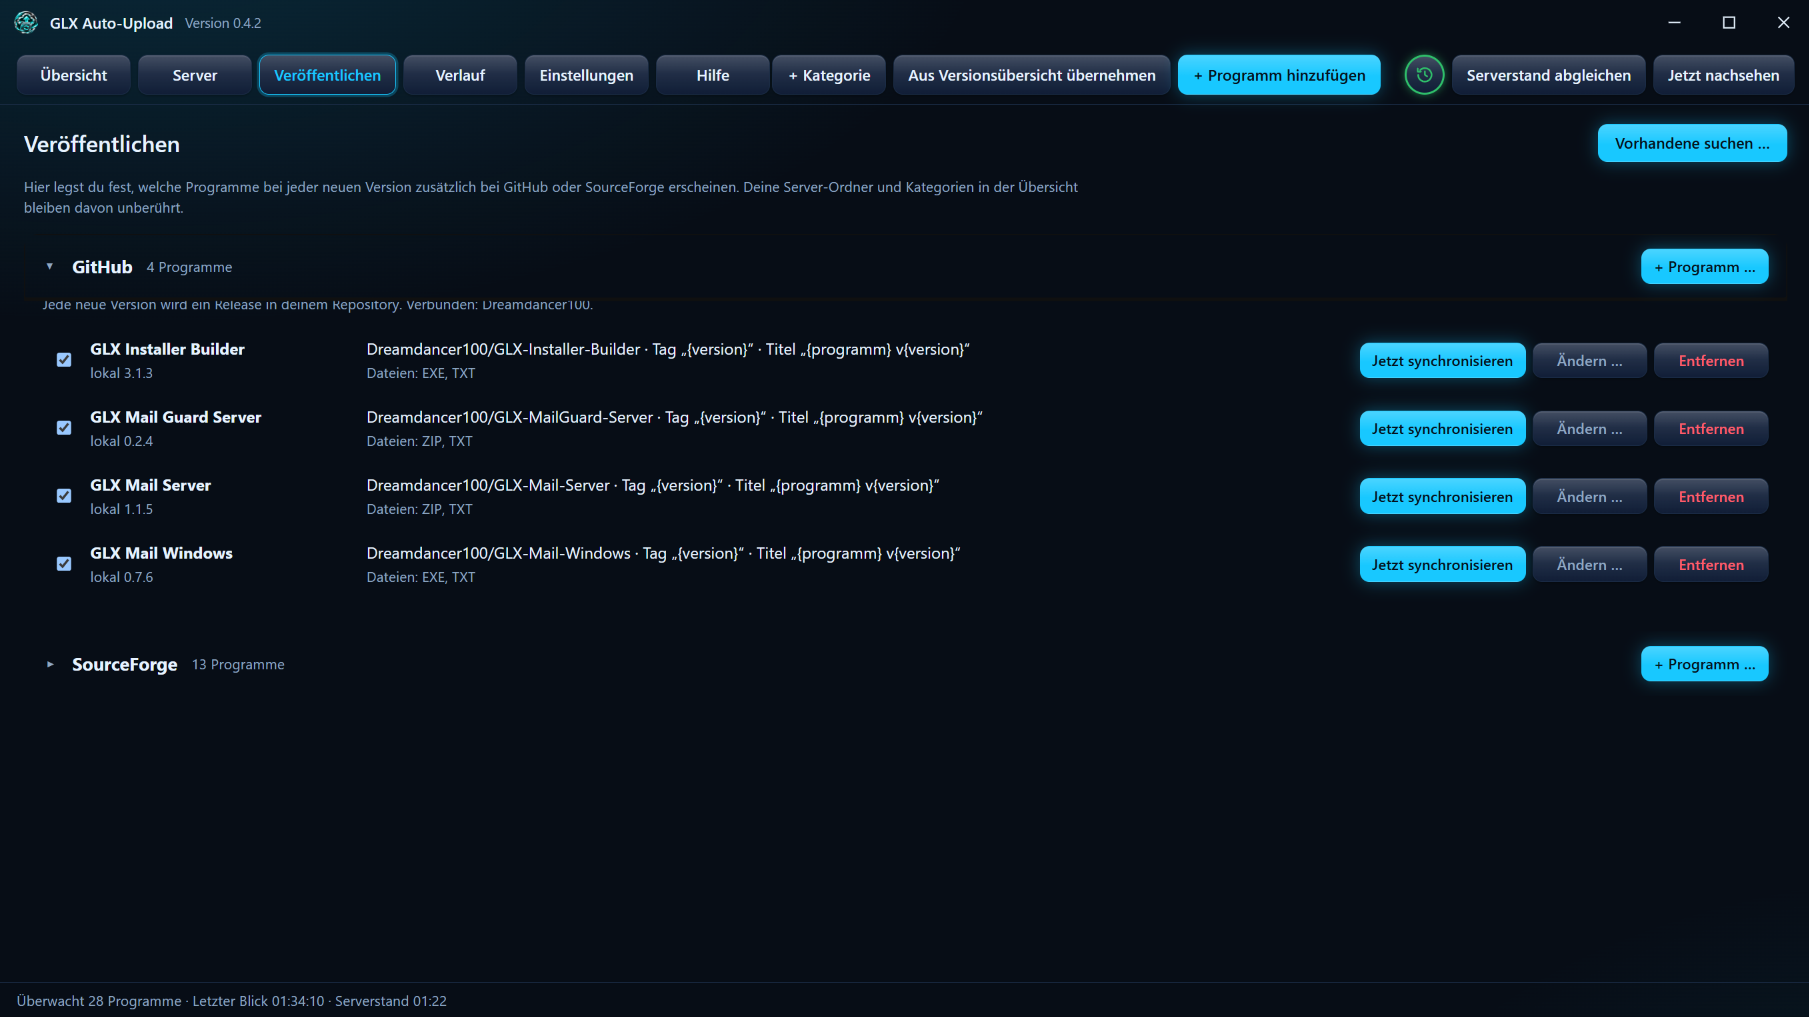 GLX Auto-Upload Version 0.4.2
Übersicht Server Veröffentlichen Verlauf Einstellungen Hilfe + Kategorie Aus Versionsübersicht übernehmen + Programm hinzufügen Serverstand abgleichen Jetzt nachsehen
Veröffentlichen
Vorhandene suchen ...
Hier legst du fest, welche Programme bei jeder neuen Version zusätzlich bei GitHub oder SourceForge erscheinen. Deine Server-Ordner und Kategorien in der Übersicht
bleiben davon unberührt.
GitHub 4 Programme + Programm ...
Jede neue Version wird ein Release in deinem Repository. Verbunden: Dreamdancer100.
GLX Installer Builder Dreamdancer100/GLX-Installer-Builder · Tag „{version}“ · Titel „{programm} v{version}“
lokal 3.1.3 Dateien: EXE, TXT
Jetzt synchronisieren Ändern ... Entfernen
GLX Mail Guard Server Dreamdancer100/GLX-MailGuard-Server · Tag „{version}“ · Titel „{programm} v{version}“
lokal 0.2.4 Dateien: ZIP, TXT
Jetzt synchronisieren Ändern ... Entfernen
GLX Mail Server Dreamdancer100/GLX-Mail-Server · Tag „{version}“ · Titel „{programm} v{version}“
lokal 1.1.5 Dateien: ZIP, TXT
Jetzt synchronisieren Ändern ... Entfernen
GLX Mail Windows Dreamdancer100/GLX-Mail-Windows · Tag „{version}“ · Titel „{programm} v{version}“
lokal 0.7.6 Dateien: EXE, TXT
Jetzt synchronisieren Ändern ... Entfernen
SourceForge 13 Programme + Programm ...
Überwacht 28 Programme · Letzter Blick 01:34:10 · Serverstand 01:22